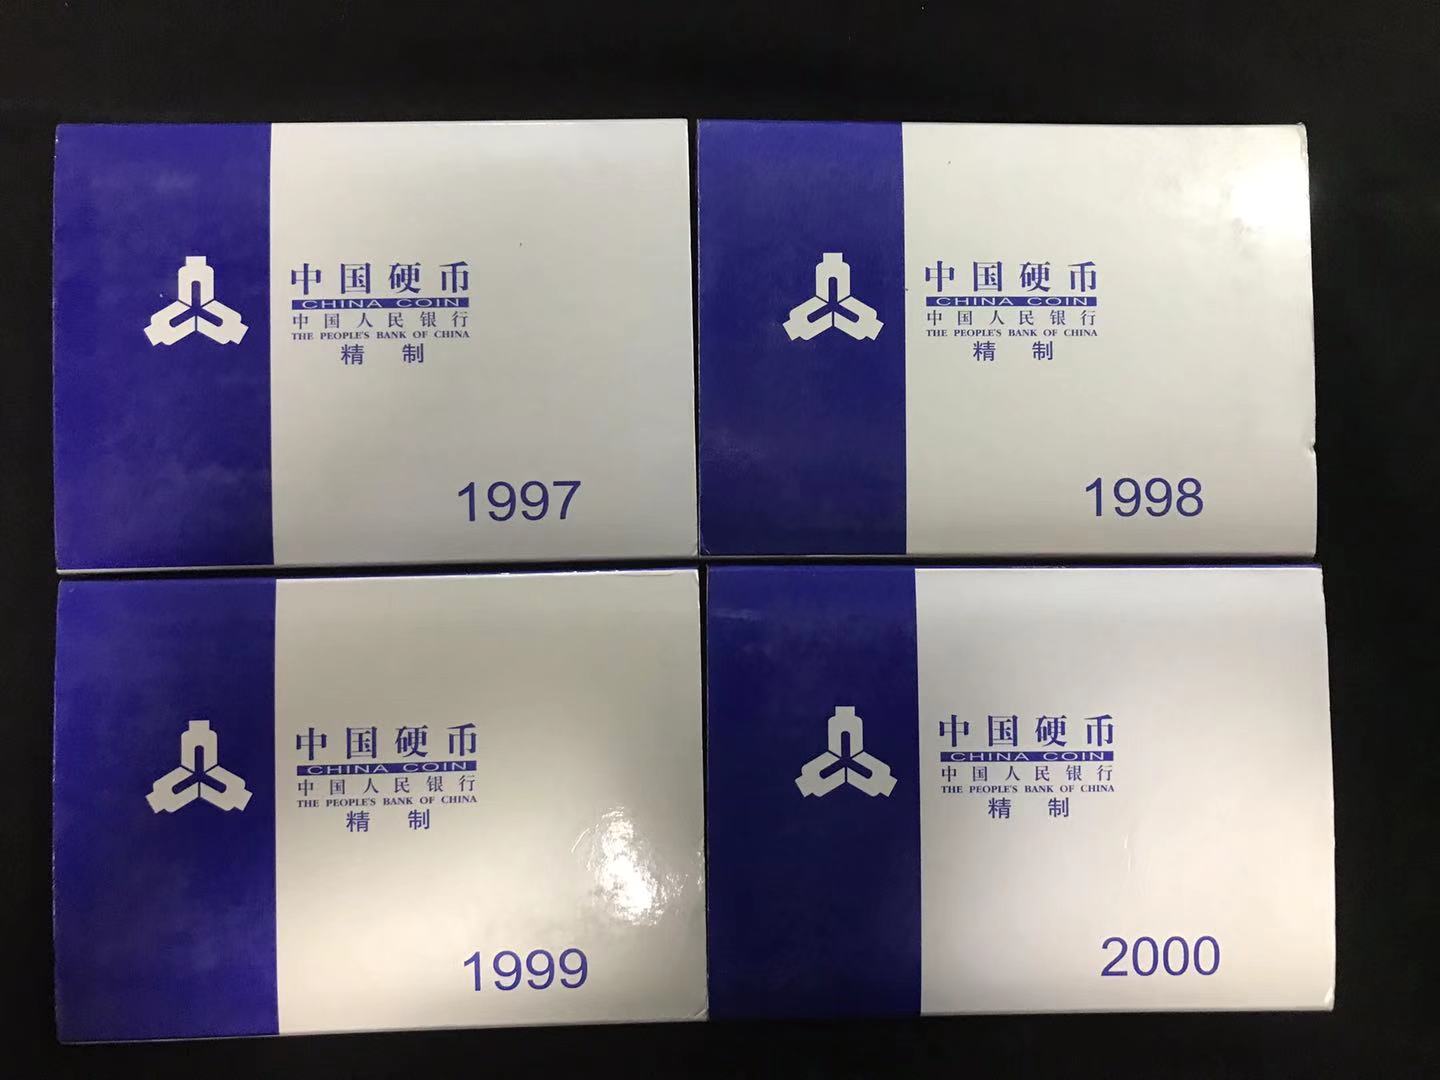 中国硬币
CHINA COIN
中国人民银行
THE PEOPLE'S BANK OF CHINA
精制
1997
中国硬币
CHINA COIN
中国人民银行
THE PEOPLE'S BANK OF CHINA
精制
1998
中国硬币
CHINA COIN
中国人民银行
THE PEOPLE'S BANK OF CHINA
精制
1999
中国硬币
CHINA COIN
中国人民银行
THE PEOPLE'S BANK OF CHINA
精制
2000